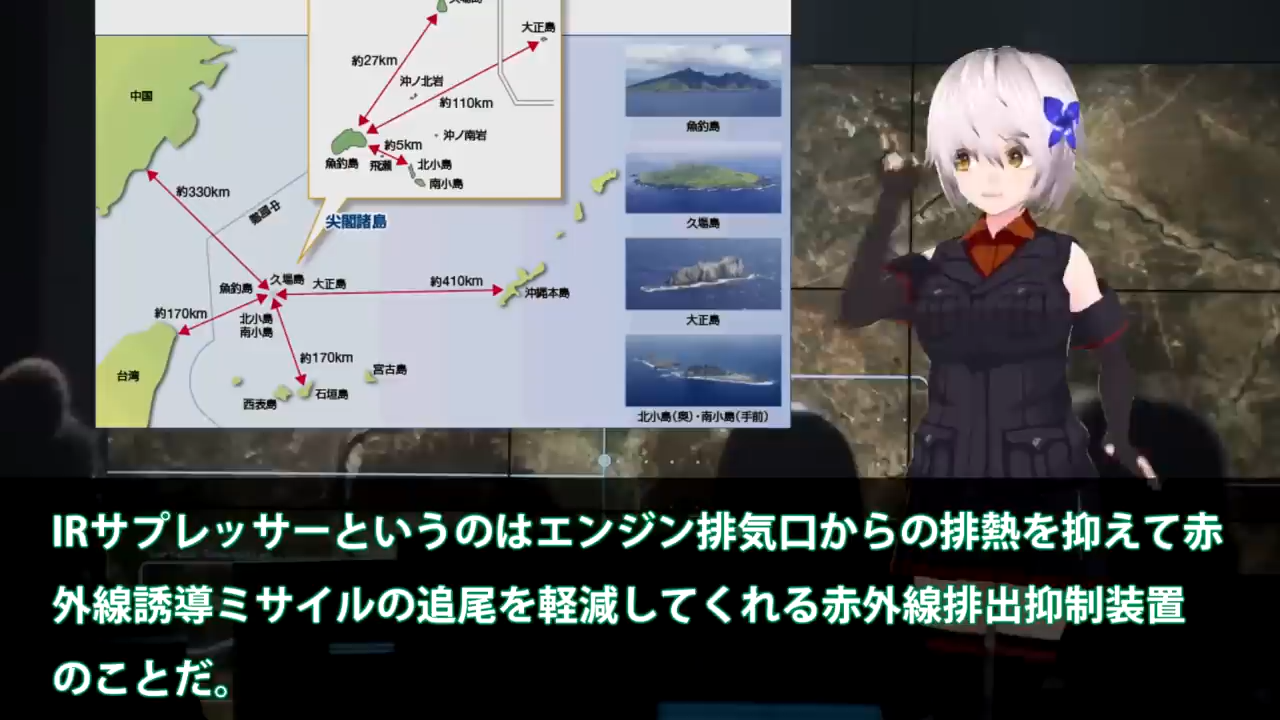 久場島
大正島
約27km
沖ノ北岩
約110km
中国
沖ノ南岩
約5km
魚釣島
飛瀬
北小島
南小島
約330km
中間線
尖閣諸島
魚釣島
久場島
大正島
約410km
沖縄本島
約170km
北小島
南小島
約170km
台湾
宮古島
石垣島
西表島
魚釣島
久場島
大正島
北小島(奥)・南小島(手前)
IRサプレッサーというのはエンジン排気口からの排熱を抑えて赤
外線誘導ミサイルの追尾を軽減してくれる赤外線排出抑制装置
のことだ。